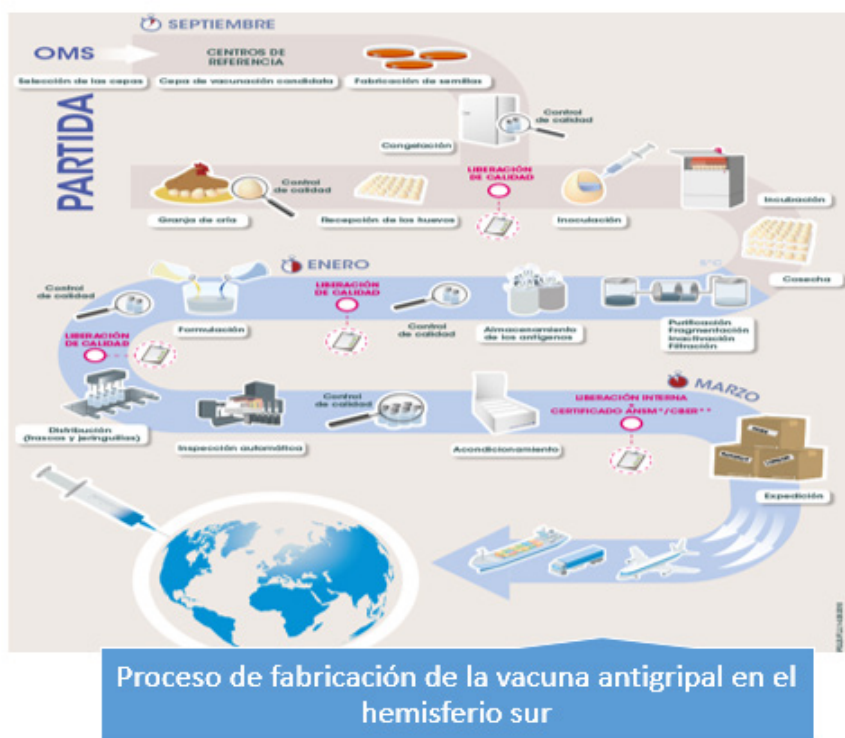 SEPTIEMBRE
OMS
CENTROS DE
REFERENCIA
Selección de las cepas
Cepa de vacunación candidata
Fabricación de semillas
PARTIDA
Congelación
Control
de calidad
Granja de cría
Control
de calidad
Recepción de los huevos
LIBERACIÓN
DE CALIDAD
Inoculación
Incubación
Cosecha
5°C
ENERO
Control
de calidad
Formulación
LIBERACIÓN
DE CALIDAD
Control
de calidad
Almacenamiento
de los antígenos
Purificación
Fragmentación
Inactivación
Filtración
LIBERACIÓN
DE CALIDAD
MARZO
Distribución
(frascos y jeringuillas)
Inspección automática
Control
de calidad
Acondicionamiento
LIBERACIÓN INTERNA
+
CERTIFICADO ANSM*/CBER**
Expedición
Proceso de fabricación de la vacuna antigripal en el
hemisferio sur